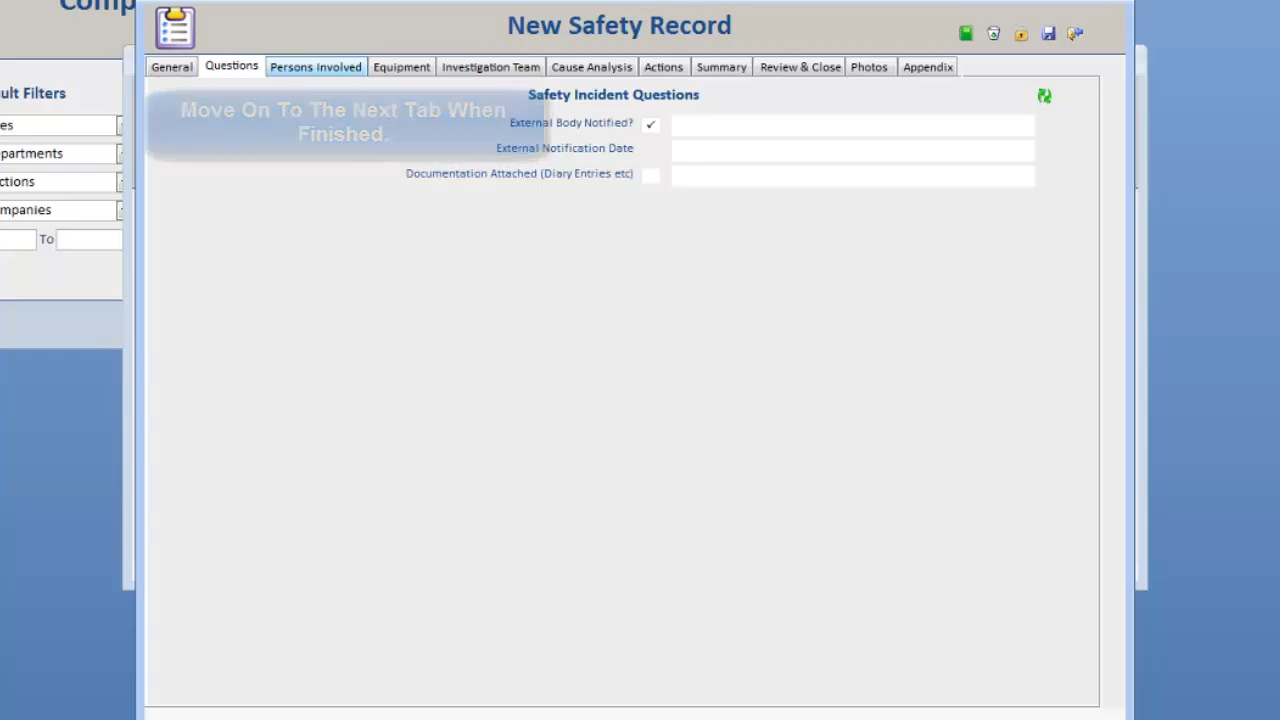 Comp
New Safety Record
General Questions Persons Involved Equipment Investigation Team Cause Analysis Actions Summary Review & Close Photos Appendix
ult Filters
Safety Incident Questions
Move On To The Next Tab When
Finished.
es
External Body Notified?
External Notification Date
partments
Documentation Attached (Diary Entries etc)
ctions
mpanies
To